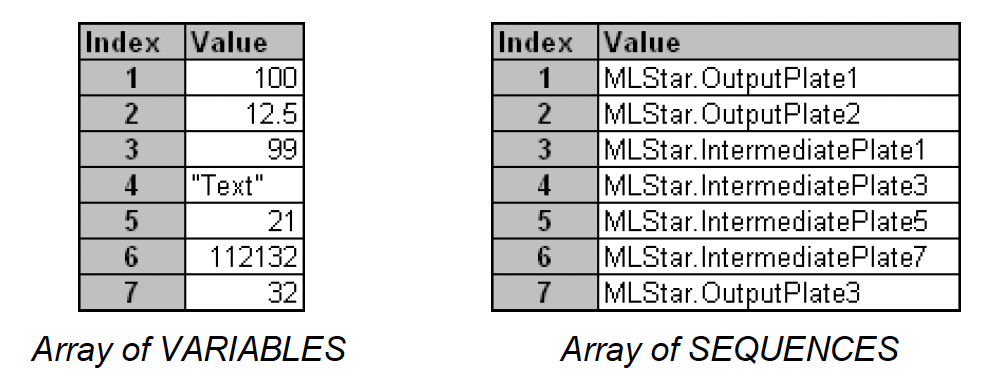 Index Value
1 100
2 12.5
3 99
4 "Text"
5 21
6 112132
7 32
Array of VARIABLES
Index Value
1 MLStar.OutputPlate1
2 MLStar.OutputPlate2
3 MLStar.IntermediatePlate1
4 MLStar.IntermediatePlate3
5 MLStar.IntermediatePlate5
6 MLStar.IntermediatePlate7
7 MLStar.OutputPlate3
Array of SEQUENCES